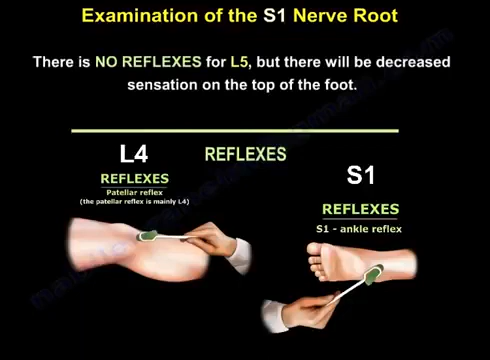 Examination of the S1 Nerve Root
There is NO REFLEXES for L5, but there will be decreased
sensation on the top of the foot.
L4
REFLEXES
REFLEXES
Patellar reflex
(the patellar reflex is mainly L4)
S1
REFLEXES
S1 - ankle reflex